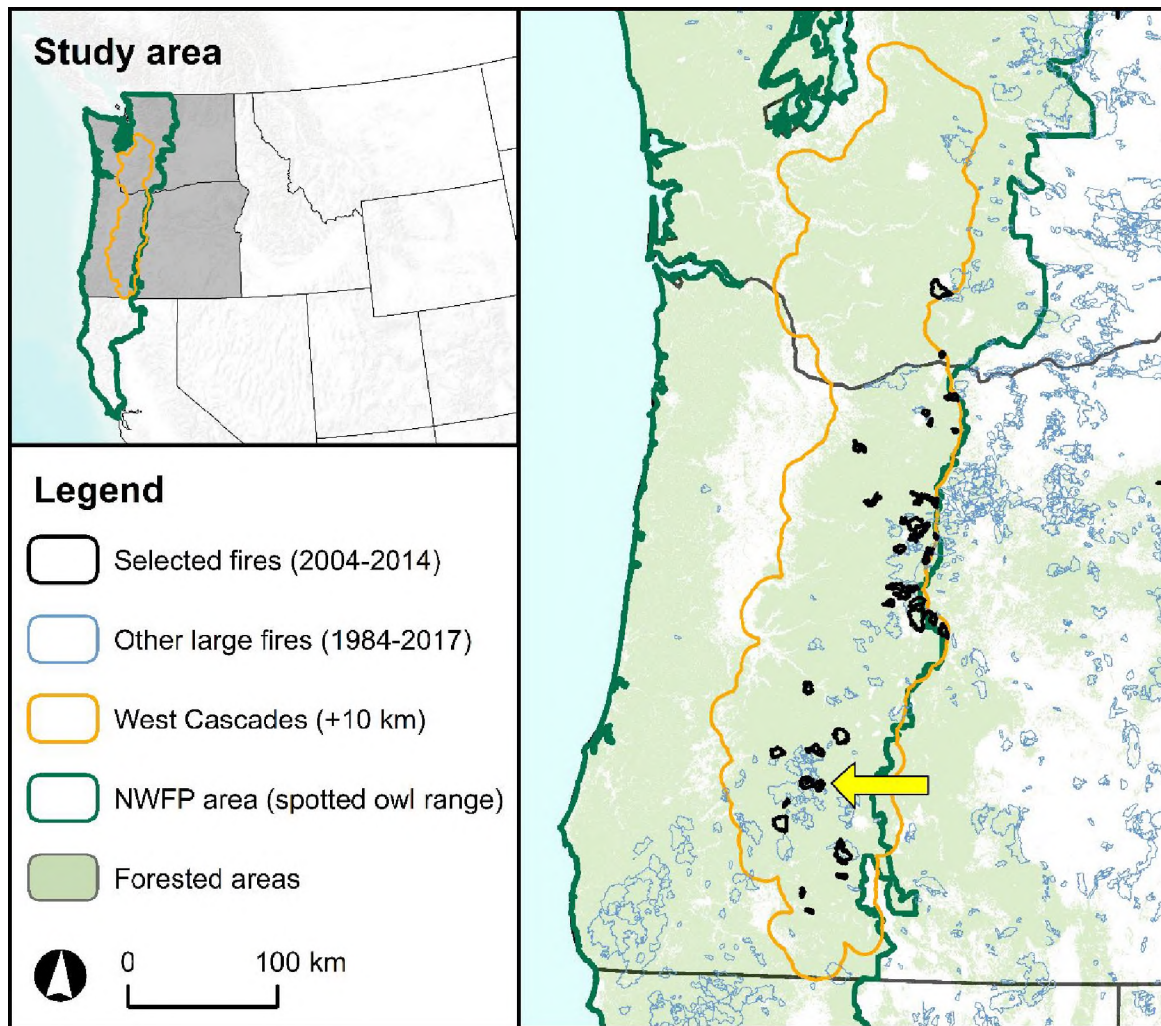 Study area
Legend
Selected fires (2004-2014)
Other large fires (1984-2017)
West Cascades (+10 km)
NWFP area (spotted owl range)
Forested areas
0 100 km